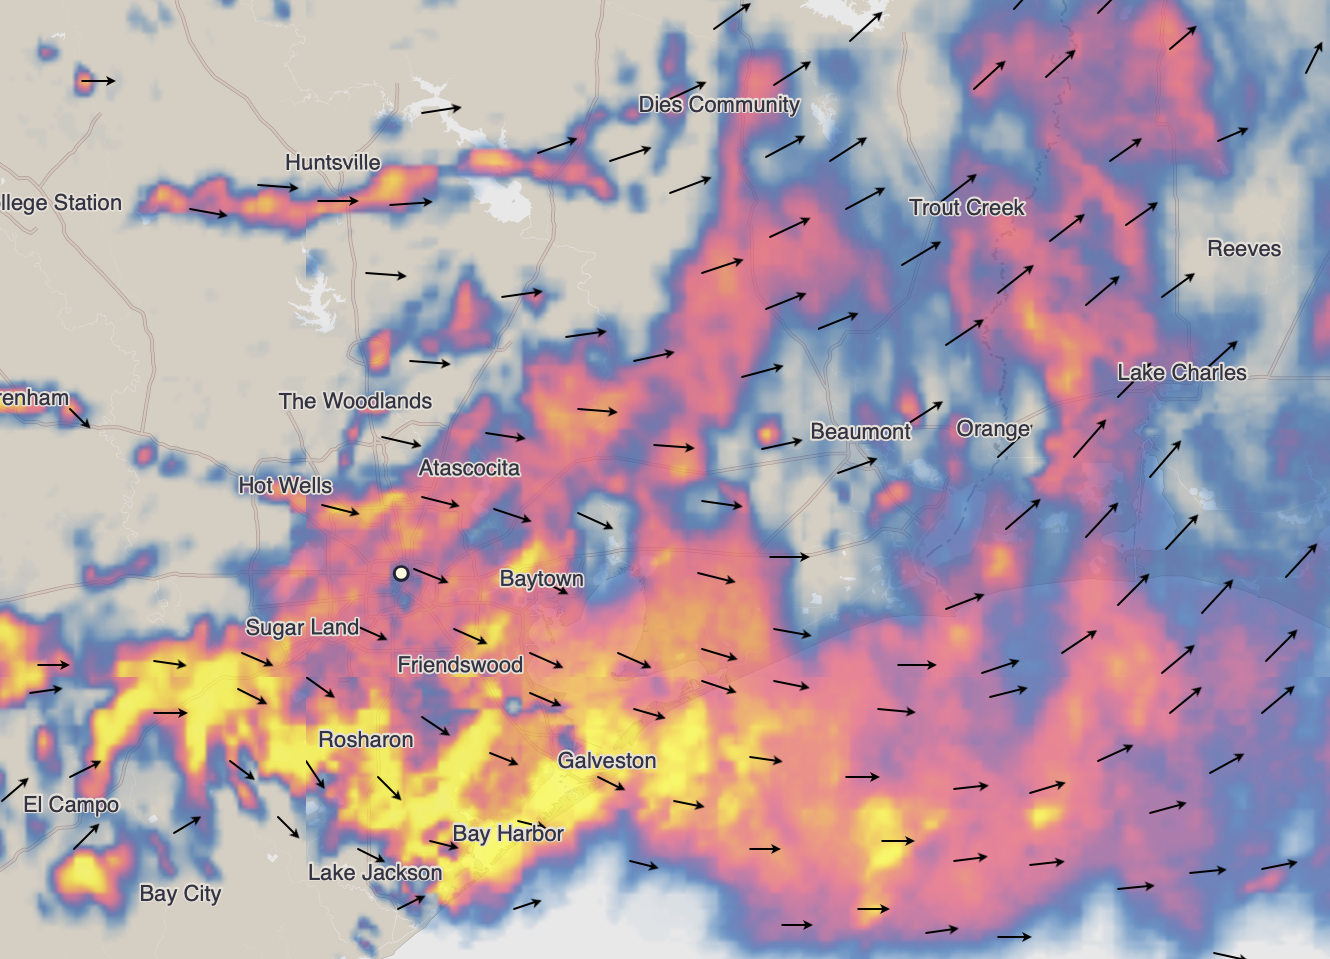 Dies Community
Huntsville
llege Station
Trout Creek
Reeves
Lake Charles
renham
The Woodlands
Beaumont
Orange
Atascocita
Hot Wells
Baytown
Sugar Land
Friendswood
Rosharon
Galveston
El Campo
Bay Harbor
Lake Jackson
Bay City